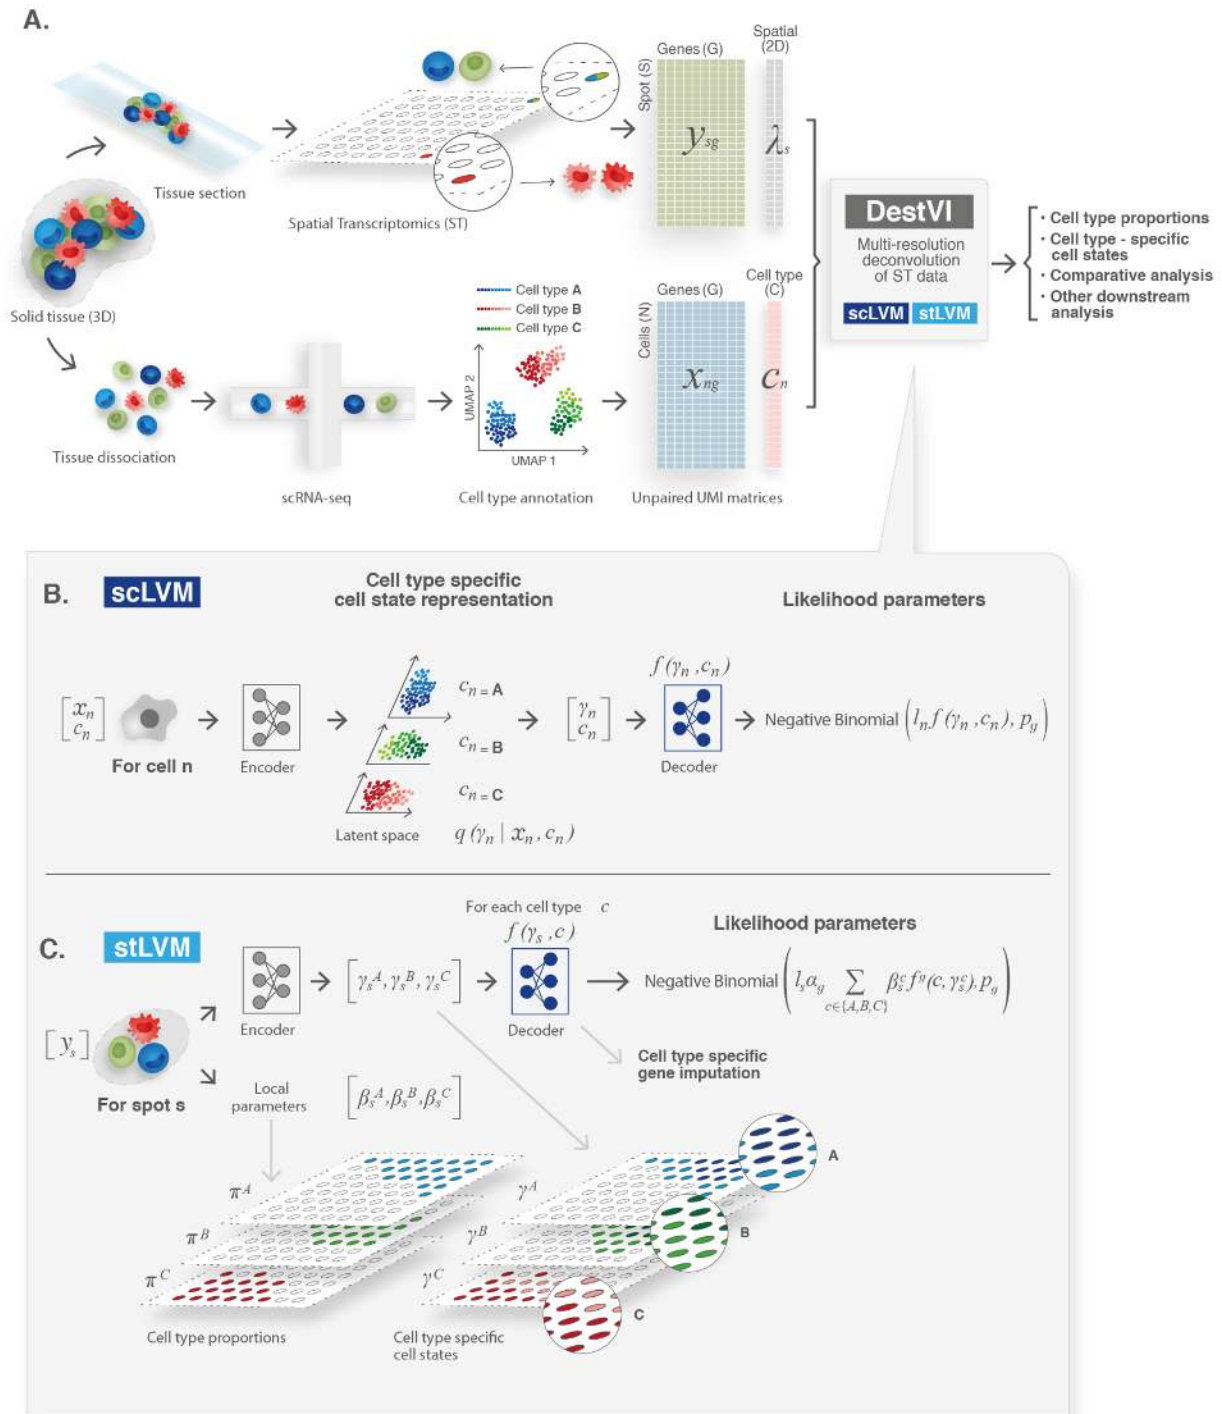 A.
Tissue section
Solid tissue (3D)
Spatial Transcriptomics (ST)
Genes (G)
Spot (S)
y_sg
Spatial
(2D)
λ_s
Tissue dissociation
scRNA-seq
Cell type A
Cell type B
Cell type C
UMAP 2
UMAP 1
Cell type annotation
Genes (G)
Cells (N)
x_ng
Cell type
(C)
c_n
Unpaired UMI matrices
DestVI
Multi-resolution
deconvolution
of ST data
scLVM stLVM
· Cell type proportions
· Cell type - specific
cell states
· Comparative analysis
· Other downstream
analysis
B. scLVM
Cell type specific
cell state representation
Likelihood parameters
[x_n c_n]
For cell n
Encoder
c_n = A
c_n = B
c_n = C
Latent space
q (γ_n | x_n, c_n)
[γ_n c_n]
f (γ_n, c_n)
Decoder
Negative Binomial (l_n f (γ_n, c_n), p_g)
C. stLVM
For each cell type c
Likelihood parameters
[y_s]
For spot s
Encoder
[γ_s^A, γ_s^B, γ_s^C]
f (γ_s, c)
Decoder
Negative Binomial (l_s α_g ∑_{c∈{A,B,C}} β_s^c f^g(c, γ_s^c), p_g)
Cell type specific
gene imputation
Local
parameters
[β_s^A, β_s^B, β_s^C]
π^A
π^B
π^C
Cell type proportions
γ^A
γ^B
γ^C
A
B
C
Cell type specific
cell states